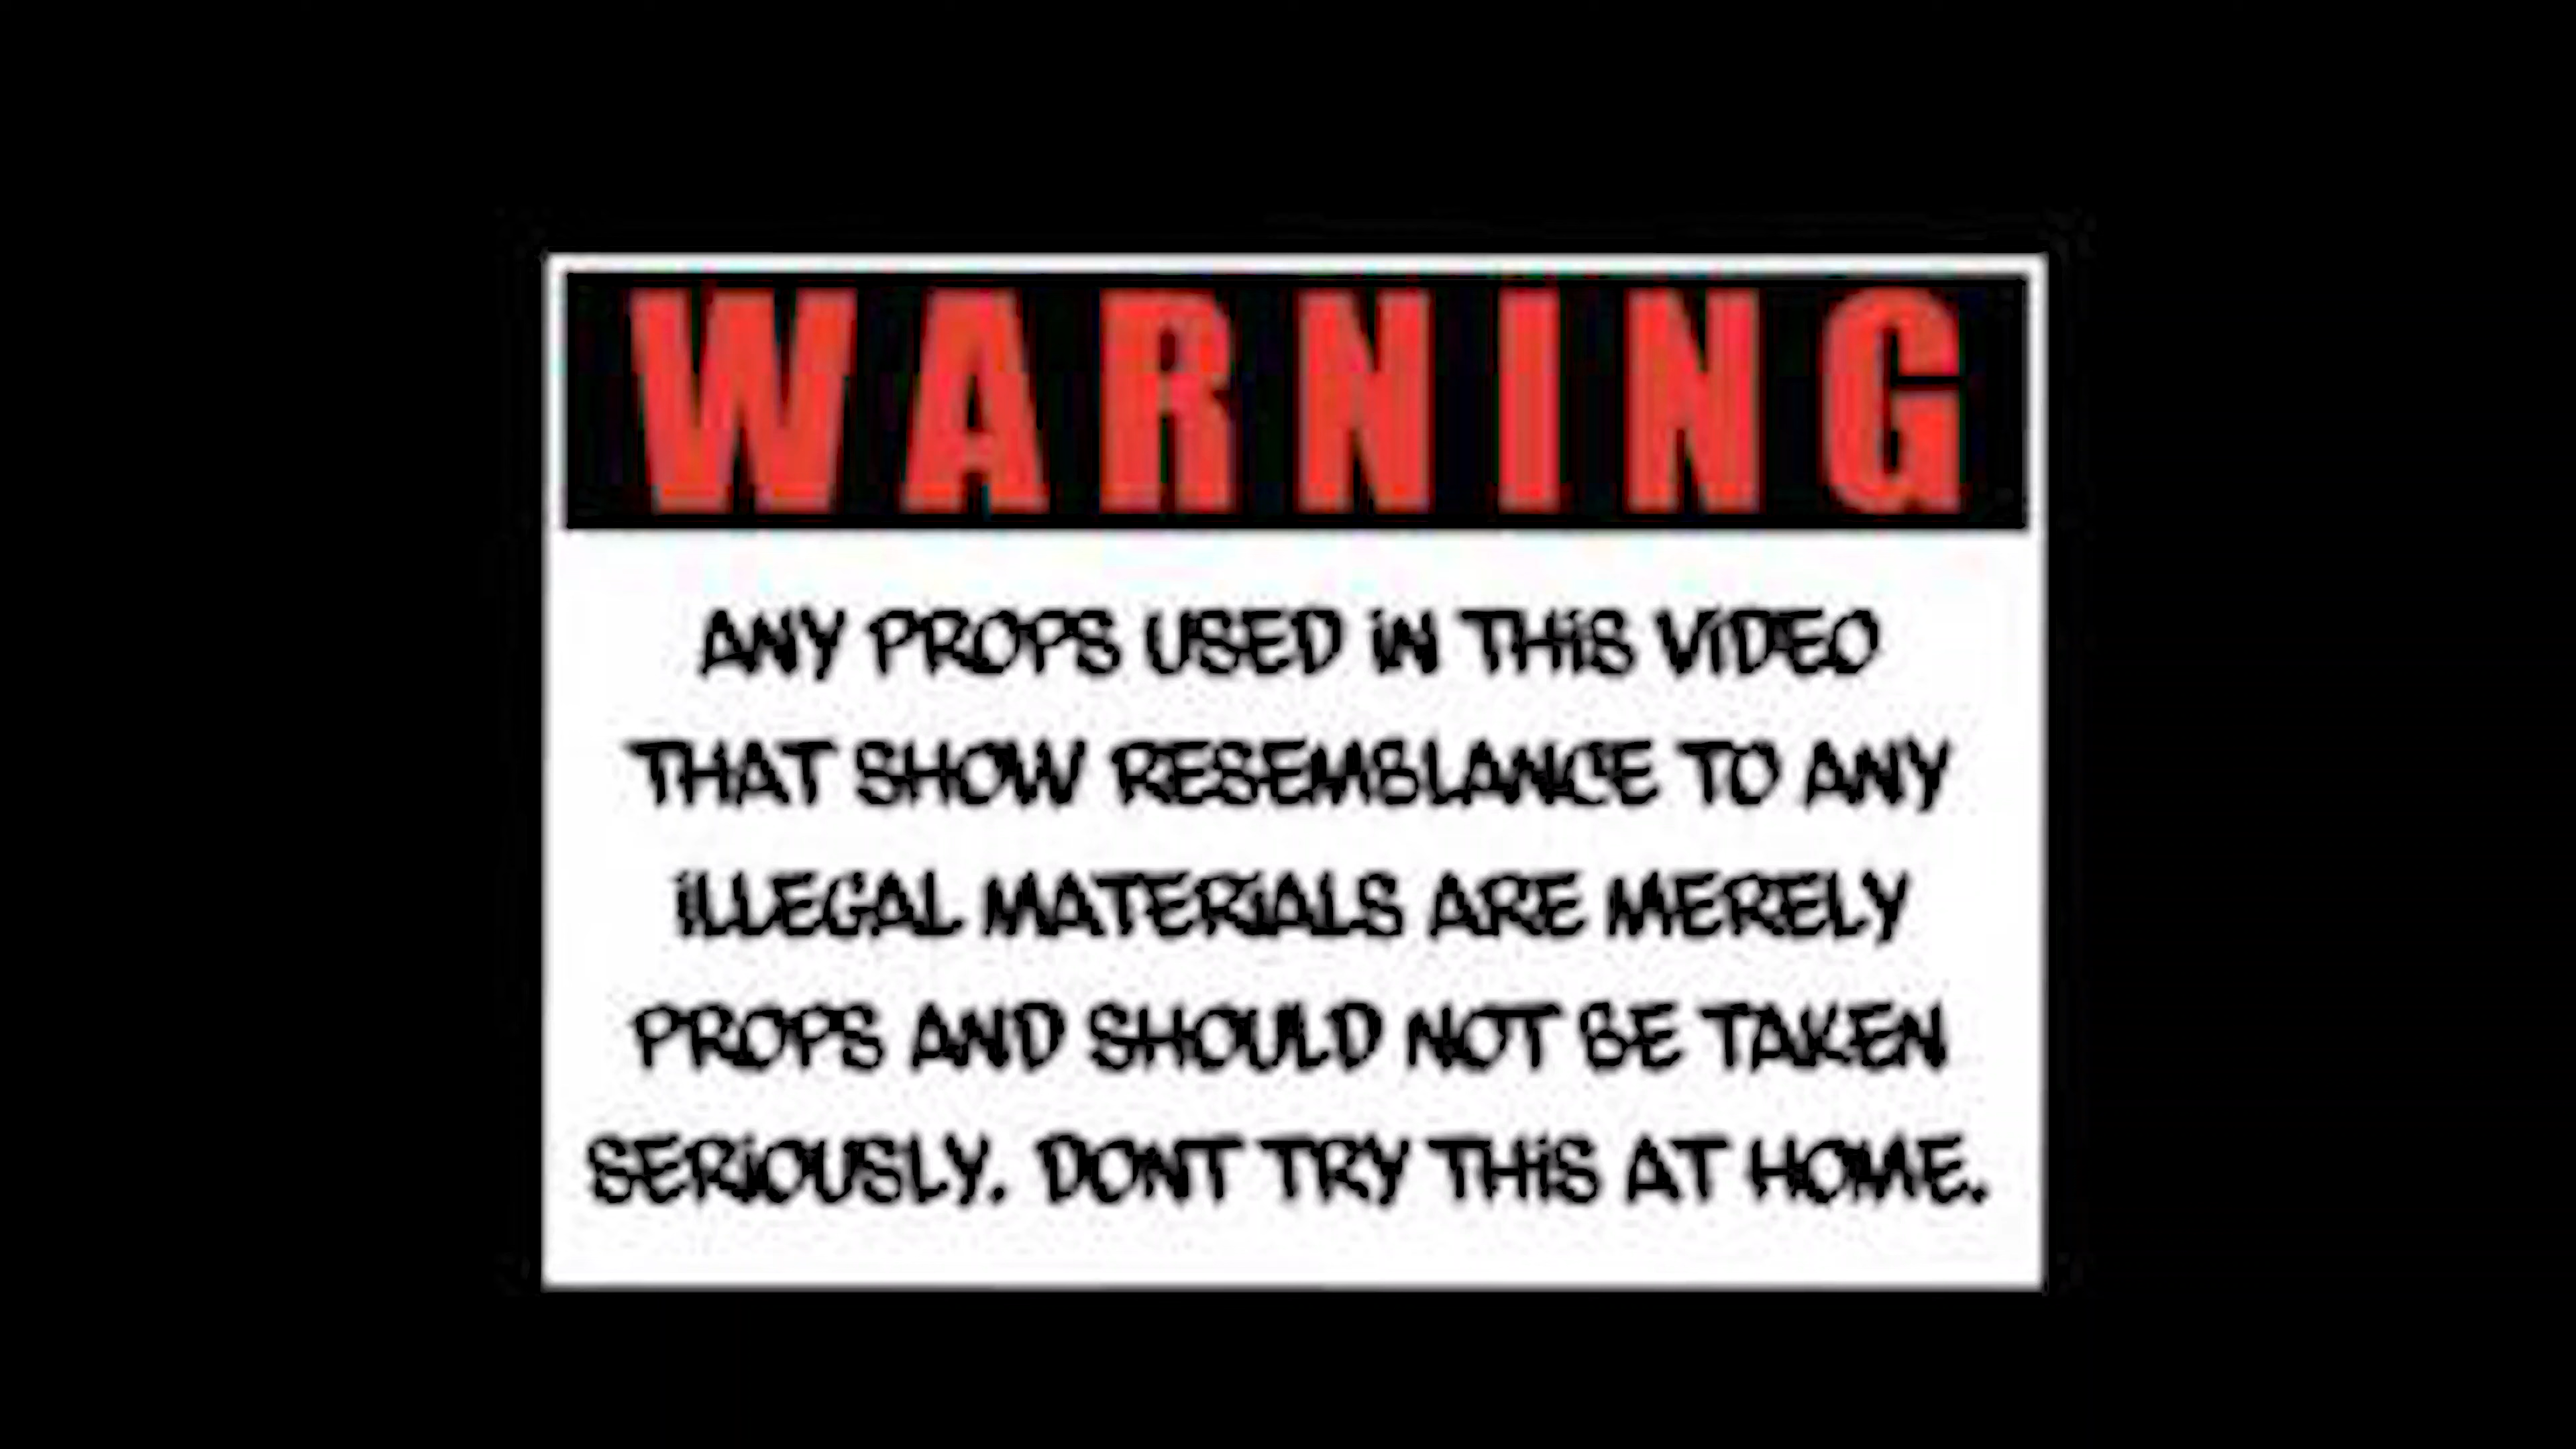 WARNING
ANY PROPS USED iN THiS ViDEO
THAT SHOW RESEMBLANCE TO ANY
iLLEGAL MATERiALS ARE MERELY
PROPS AND SHOULD NOT BE TAKEN
SERiOUSLY. DONT TRY THiS AT HOME.